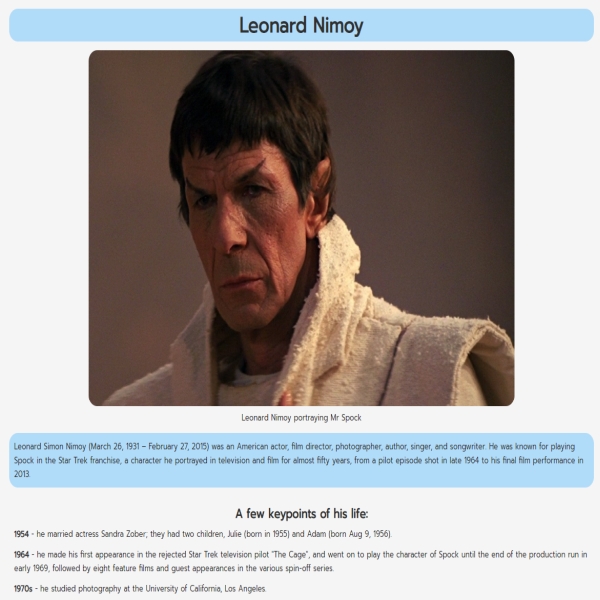 Leonard Nimoy
Leonard Nimoy portraying Mr Spock
Leonard Simon Nimoy (March 26, 1931 – February 27, 2015) was an American actor, film director, photographer, author, singer, and songwriter. He was known for playing
Spock in the Star Trek franchise, a character he portrayed in television and film for almost fifty years, from a pilot episode shot in late 1964 to his final film performance in
2013.
A few keypoints of his life:
1954 - he married actress Sandra Zober; they had two children, Julie (born in 1955) and Adam (born Aug 9, 1956).
1964 - he made his first appearance in the rejected Star Trek television pilot "The Cage", and went on to play the character of Spock until the end of the production run in
early 1969, followed by eight feature films and guest appearances in the various spin-off series.
1970s - he studied photography at the University of California, Los Angeles.